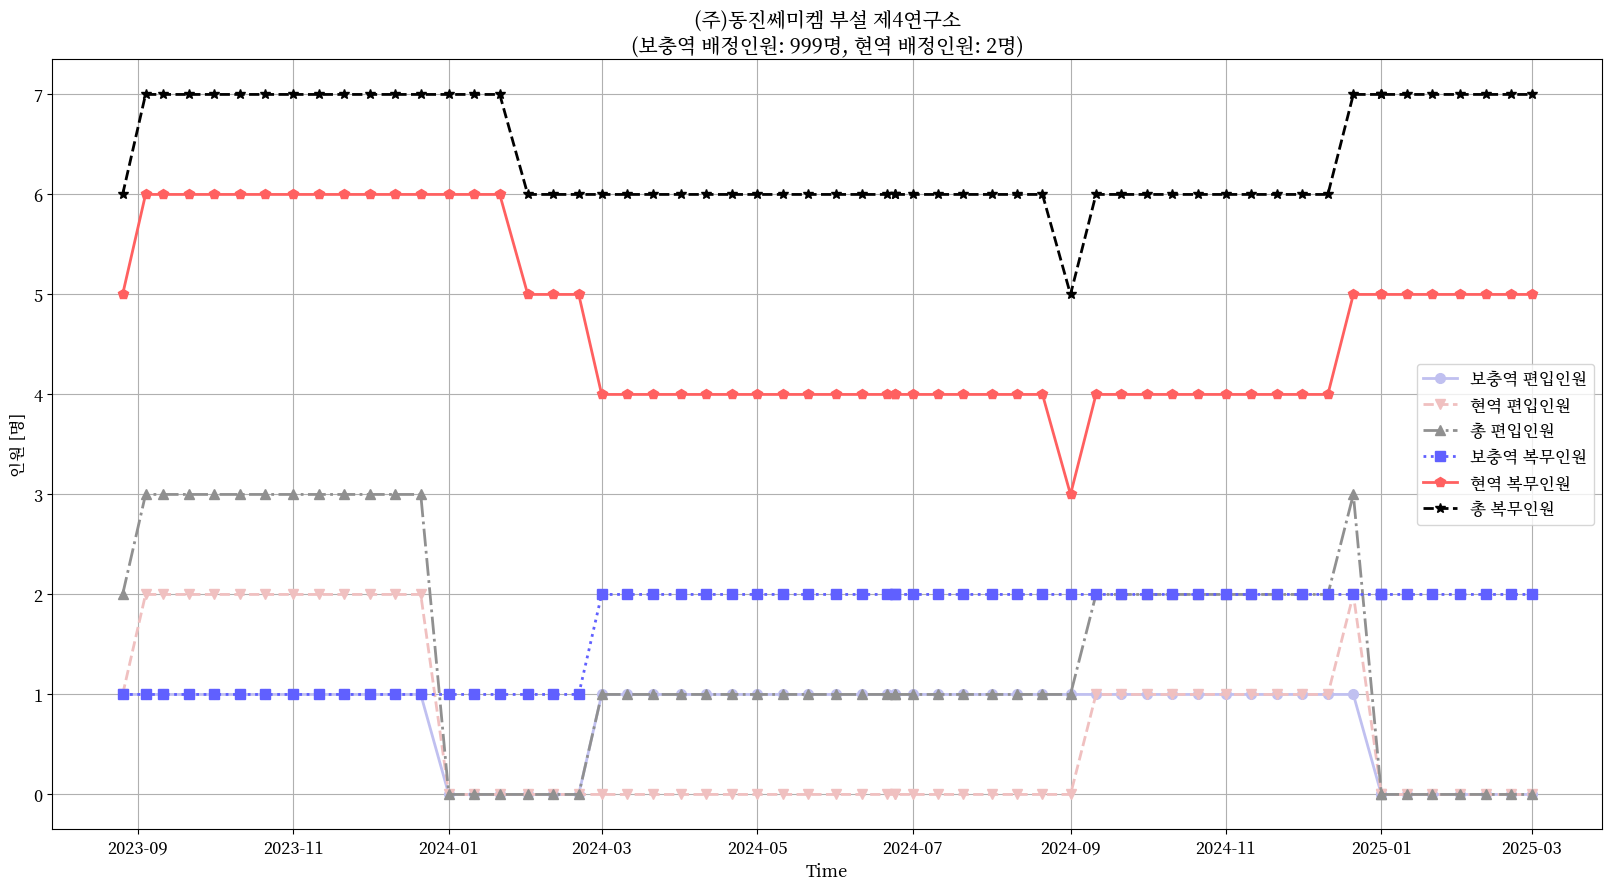 (주)동진쎄미켐 부설 제4연구소
(보충역 배정인원: 999명, 현역 배정인원: 2명)
인원 [명]
7
6
5
4
3
2
1
0
보충역 편입인원
현역 편입인원
총 편입인원
보충역 복무인원
현역 복무인원
총 복무인원
2023-09
2023-11
2024-01
2024-03
2024-05
2024-07
2024-09
2024-11
2025-01
2025-03
Time